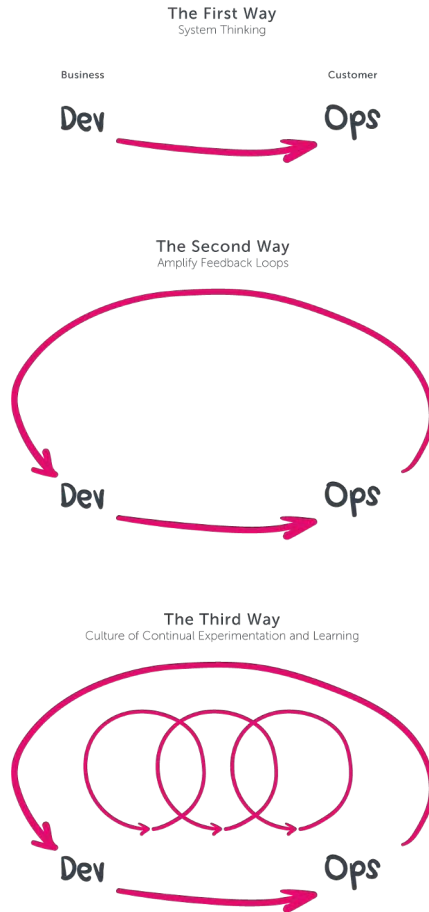 The First Way
System Thinking
Business
Customer
Dev
Ops
The Second Way
Amplify Feedback Loops
Dev
Ops
The Third Way
Culture of Continual Experimentation and Learning
Dev
Ops